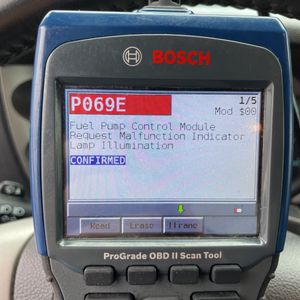 BOSCH
P069E
1/5
Mod $00
Fuel Pump Control Module
Request Malfunction Indicator
Lamp Illumination
CONFIRMED
Read
Erase
IFrame
ProGrade OBD II Scan Tool